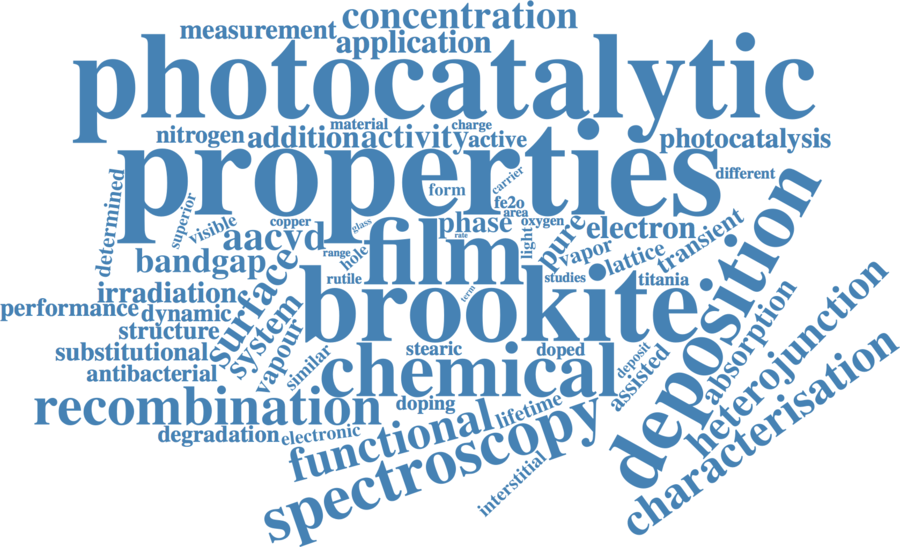 concentration
measurement
application
photocatalytic
nitrogen
addition
material
activity
charge
active
photocatalysis
properties
different
determined
superior
visible
copper
form
carrier
fe2o
area
oxygen
glass
aacvd
phase
rate
light
pure
electron
bandgap
range
hole
film
vapor
lattice
transient
rutile
term
studies
titania
deposition
irradiation
surface
brookite
performance
dynamic
structure
system
vapour
substitutional
antibacterial
similar
stearic
doped
deposit
assisted
absorption
heterojunction
chemical
recombination
doping
lifetime
degradation
electronic
functional
spectroscopy
interstitial
characterisation